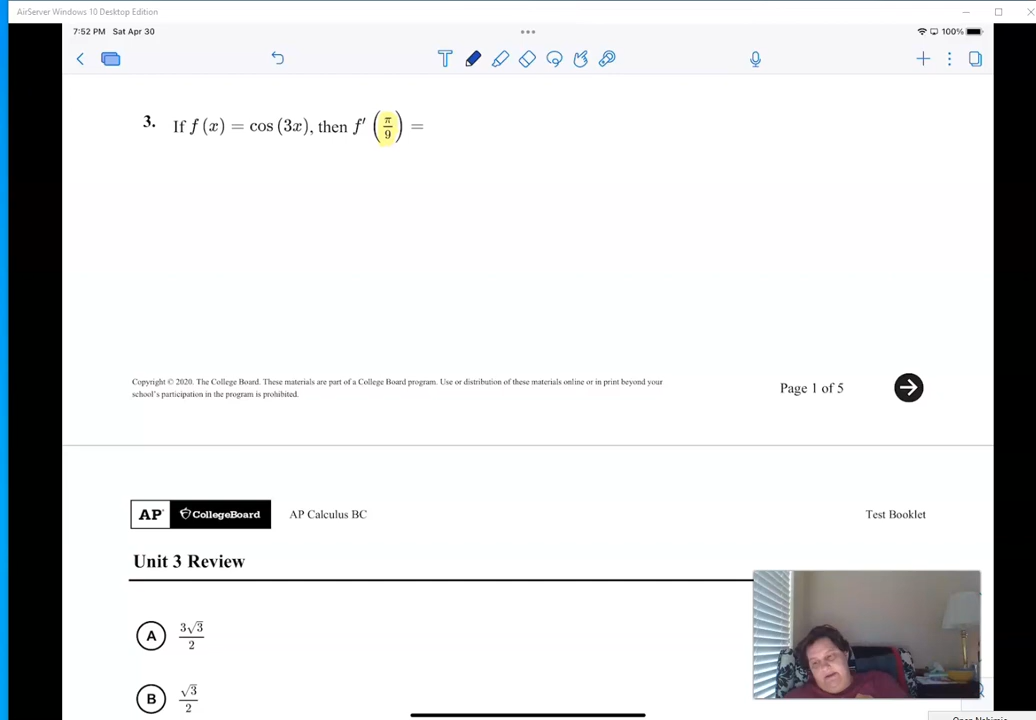 AirServer Windows 10 Desktop Edition
7:52 PM Sat Apr 30
100%
3. If f (x) = cos (3x), then f′ (π/9) =
Copyright © 2020. The College Board. These materials are part of a College Board program. Use or distribution of these materials online or in print beyond your
school's participation in the program is prohibited.
Page 1 of 5
AP CollegeBoard AP Calculus BC Test Booklet
Unit 3 Review
A 3√3/2
B √3/2